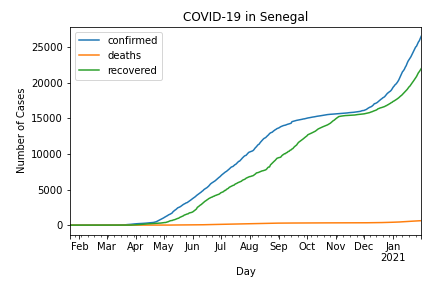 COVID-19 in Senegal
confirmed
deaths
recovered
Number of Cases
25000
20000
15000
10000
5000
0
Feb Mar Apr May Jun Jul Aug Sep Oct Nov Dec Jan
2021
Day